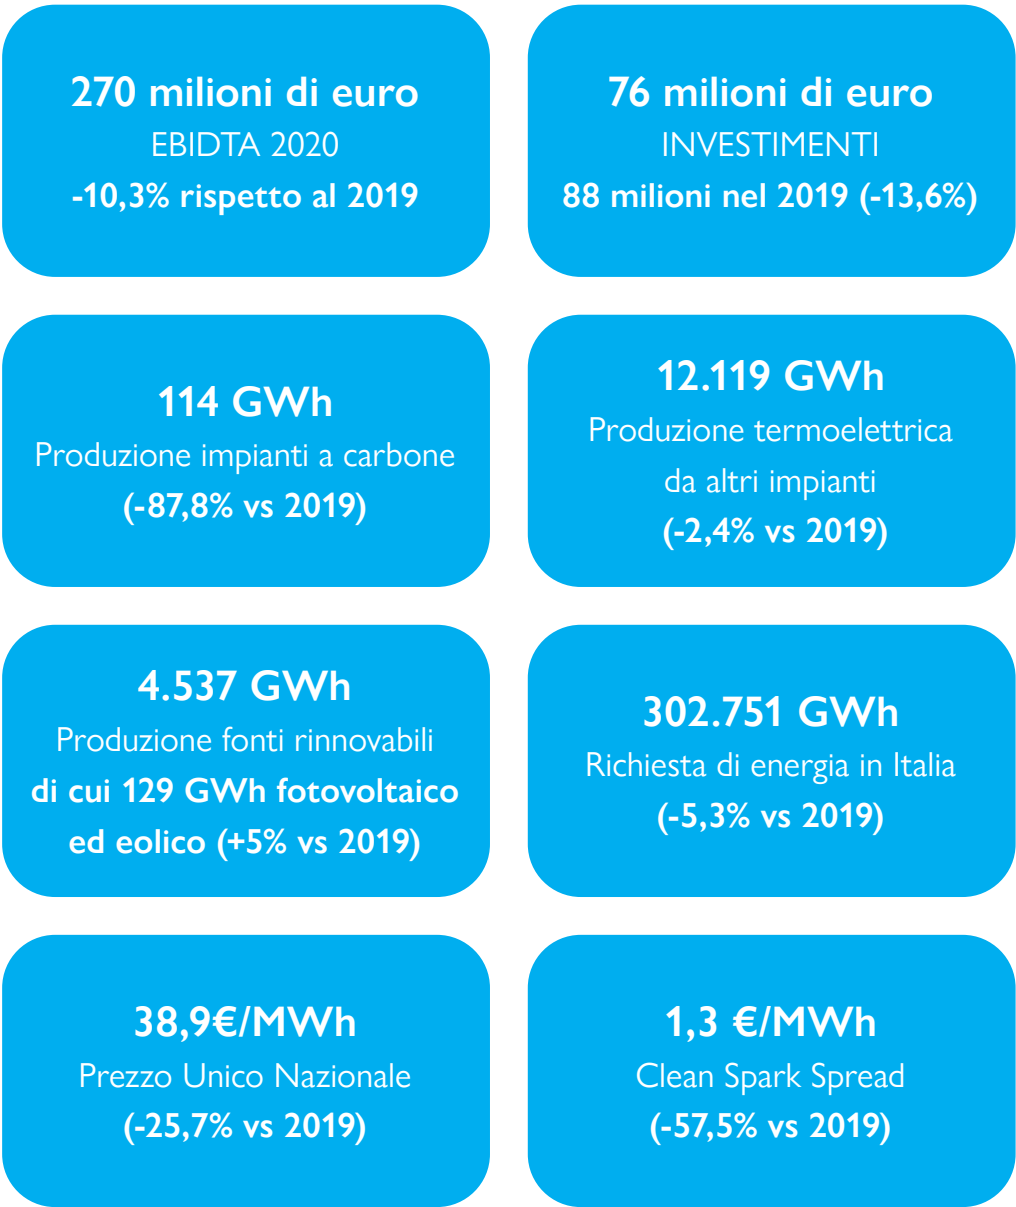 270 milioni di euro
EBIDTA 2020
-10,3% rispetto al 2019
76 milioni di euro
INVESTIMENTI
88 milioni nel 2019 (-13,6%)
114 GWh
Produzione impianti a carbone
(-87,8% vs 2019)
12.119 GWh
Produzione termoelettrica
da altri impianti
(-2,4% vs 2019)
4.537 GWh
Produzione fonti rinnovabili
di cui 129 GWh fotovoltaico
ed eolico (+5% vs 2019)
302.751 GWh
Richiesta di energia in Italia
(-5,3% vs 2019)
38,9€/MWh
Prezzo Unico Nazionale
(-25,7% vs 2019)
1,3 €/MWh
Clean Spark Spread
(-57,5% vs 2019)